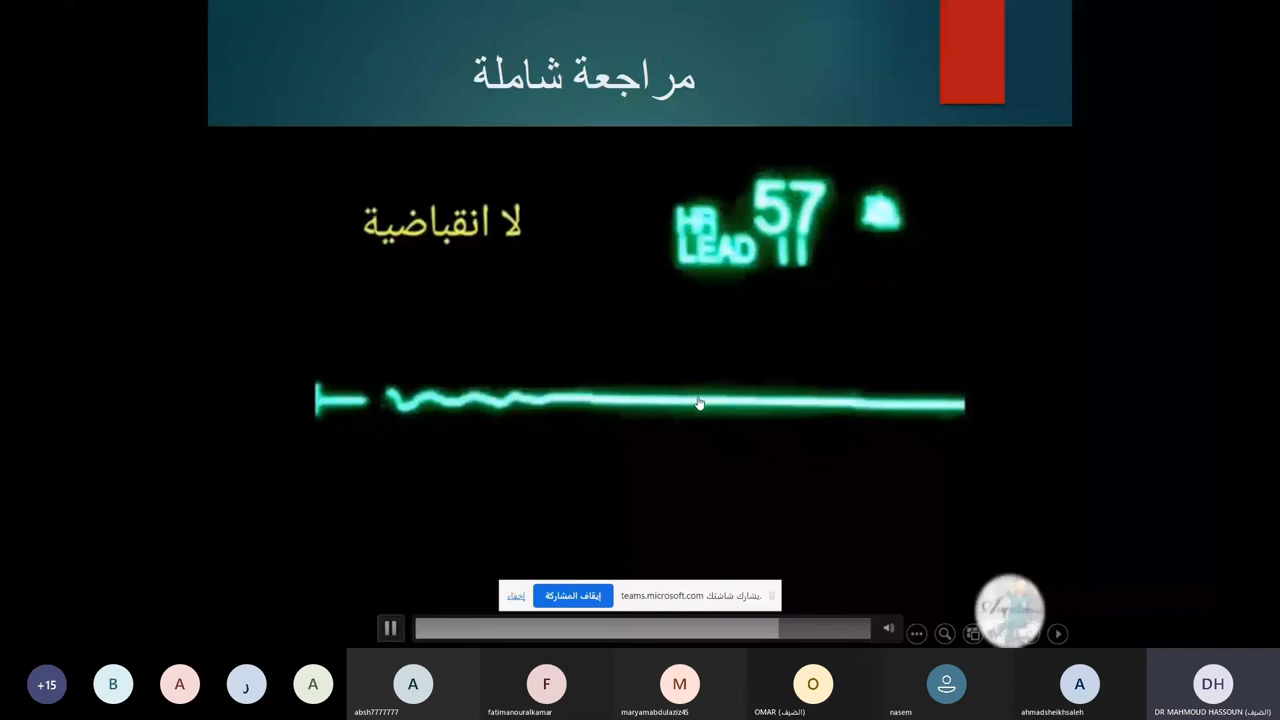 مراجعة شاملة
لا انقباضية
HR 57
LEAD II
teams.microsoft.com يشارك شاشتك.
إيقاف المشاركة
إخفاء
+15
B
A
ر
A
A
F
M
O
A
DH
absh7777777
fatimanouralkamar
maryamabdulaziz45
OMAR (الضيف)
nasem
ahmadsheikhsaleh
DR MAHMOUD HASSOUN (الضيف)